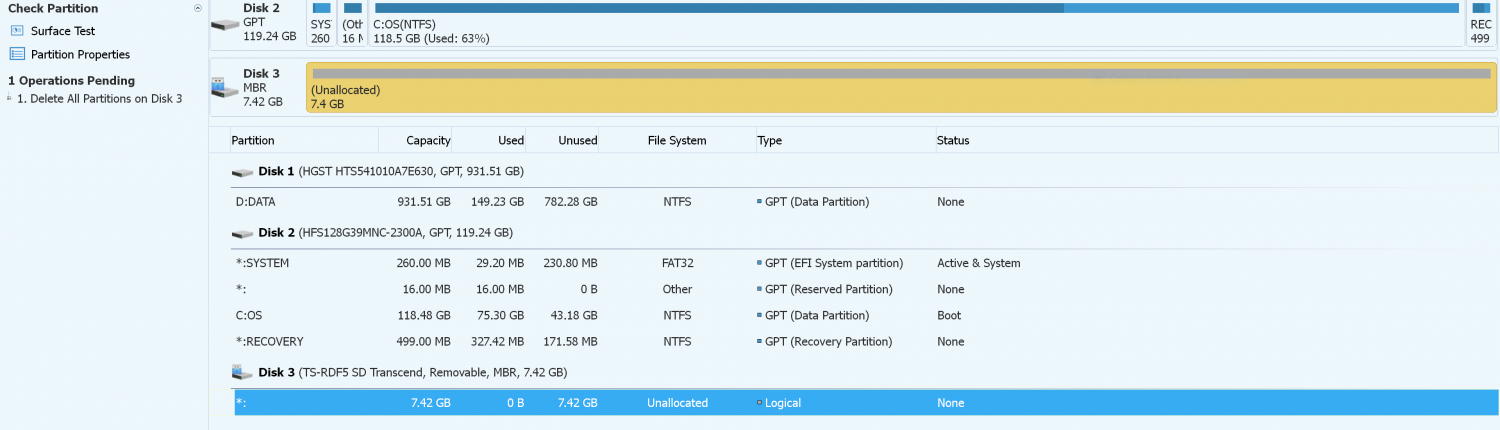 Check Partition
Surface Test
Partition Properties
1 Operations Pending
1. Delete All Partitions on Disk 3
Disk 2
GPT
119.24 GB
SYS
260
(Oth
16 M
C:OS(NTFS)
118.5 GB (Used: 63%)
REC
499
Disk 3
MBR
7.42 GB
(Unallocated)
7.4 GB
Partition Capacity Used Unused File System Type Status
Disk 1 (HGST HTS541010A7E630, GPT, 931.51 GB)
D:DATA 931.51 GB 149.23 GB 782.28 GB NTFS GPT (Data Partition) None
Disk 2 (HFS128G39MNC-2300A, GPT, 119.24 GB)
*:SYSTEM 260.00 MB 29.20 MB 230.80 MB FAT32 GPT (EFI System partition) Active & System
*: 16.00 MB 16.00 MB 0 B Other GPT (Reserved Partition) None
C:OS 118.48 GB 75.30 GB 43.18 GB NTFS GPT (Data Partition) Boot
*:RECOVERY 499.00 MB 327.42 MB 171.58 MB NTFS GPT (Recovery Partition) None
Disk 3 (TS-RDF5 SD Transcend, Removable, MBR, 7.42 GB)
*: 7.42 GB 0 B 7.42 GB Unallocated Logical None